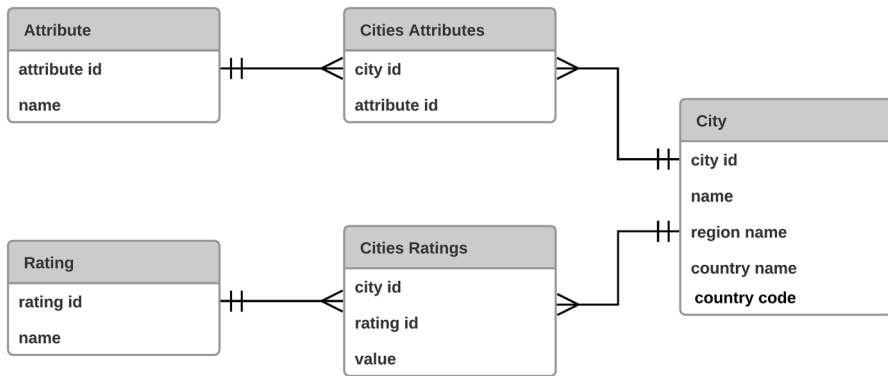 Attribute
attribute id
name
Cities Attributes
city id
attribute id
City
city id
name
region name
country name
country code
Rating
rating id
name
Cities Ratings
city id
rating id
value